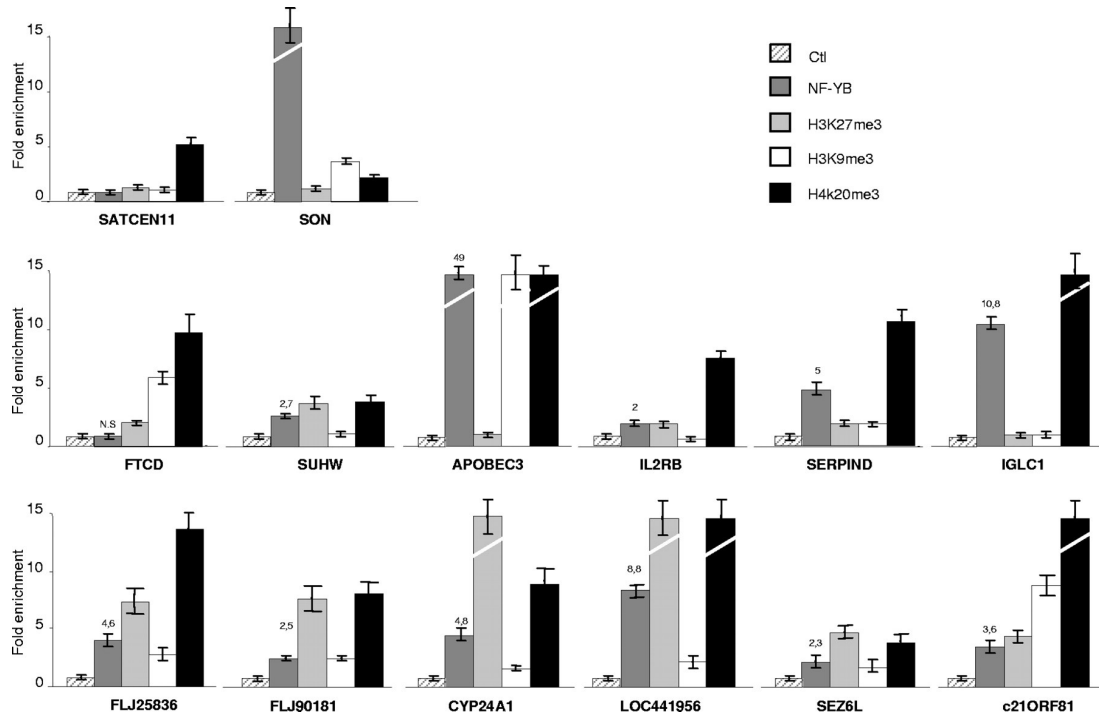 Fold enrichment
15
10
5
0
SATCEN11
SON
Ctl
NF-YB
H3K27me3
H3K9me3
H4k20me3
Fold enrichment
15
10
5
0
N.S
2,7
49
2
5
10,8
FTCD
SUHW
APOBEC3
IL2RB
SERPIND
IGLC1
Fold enrichment
15
10
5
0
4,6
2,5
4,8
8,8
2,3
3,6
FLJ25836
FLJ90181
CYP24A1
LOC441956
SEZ6L
c21ORF81